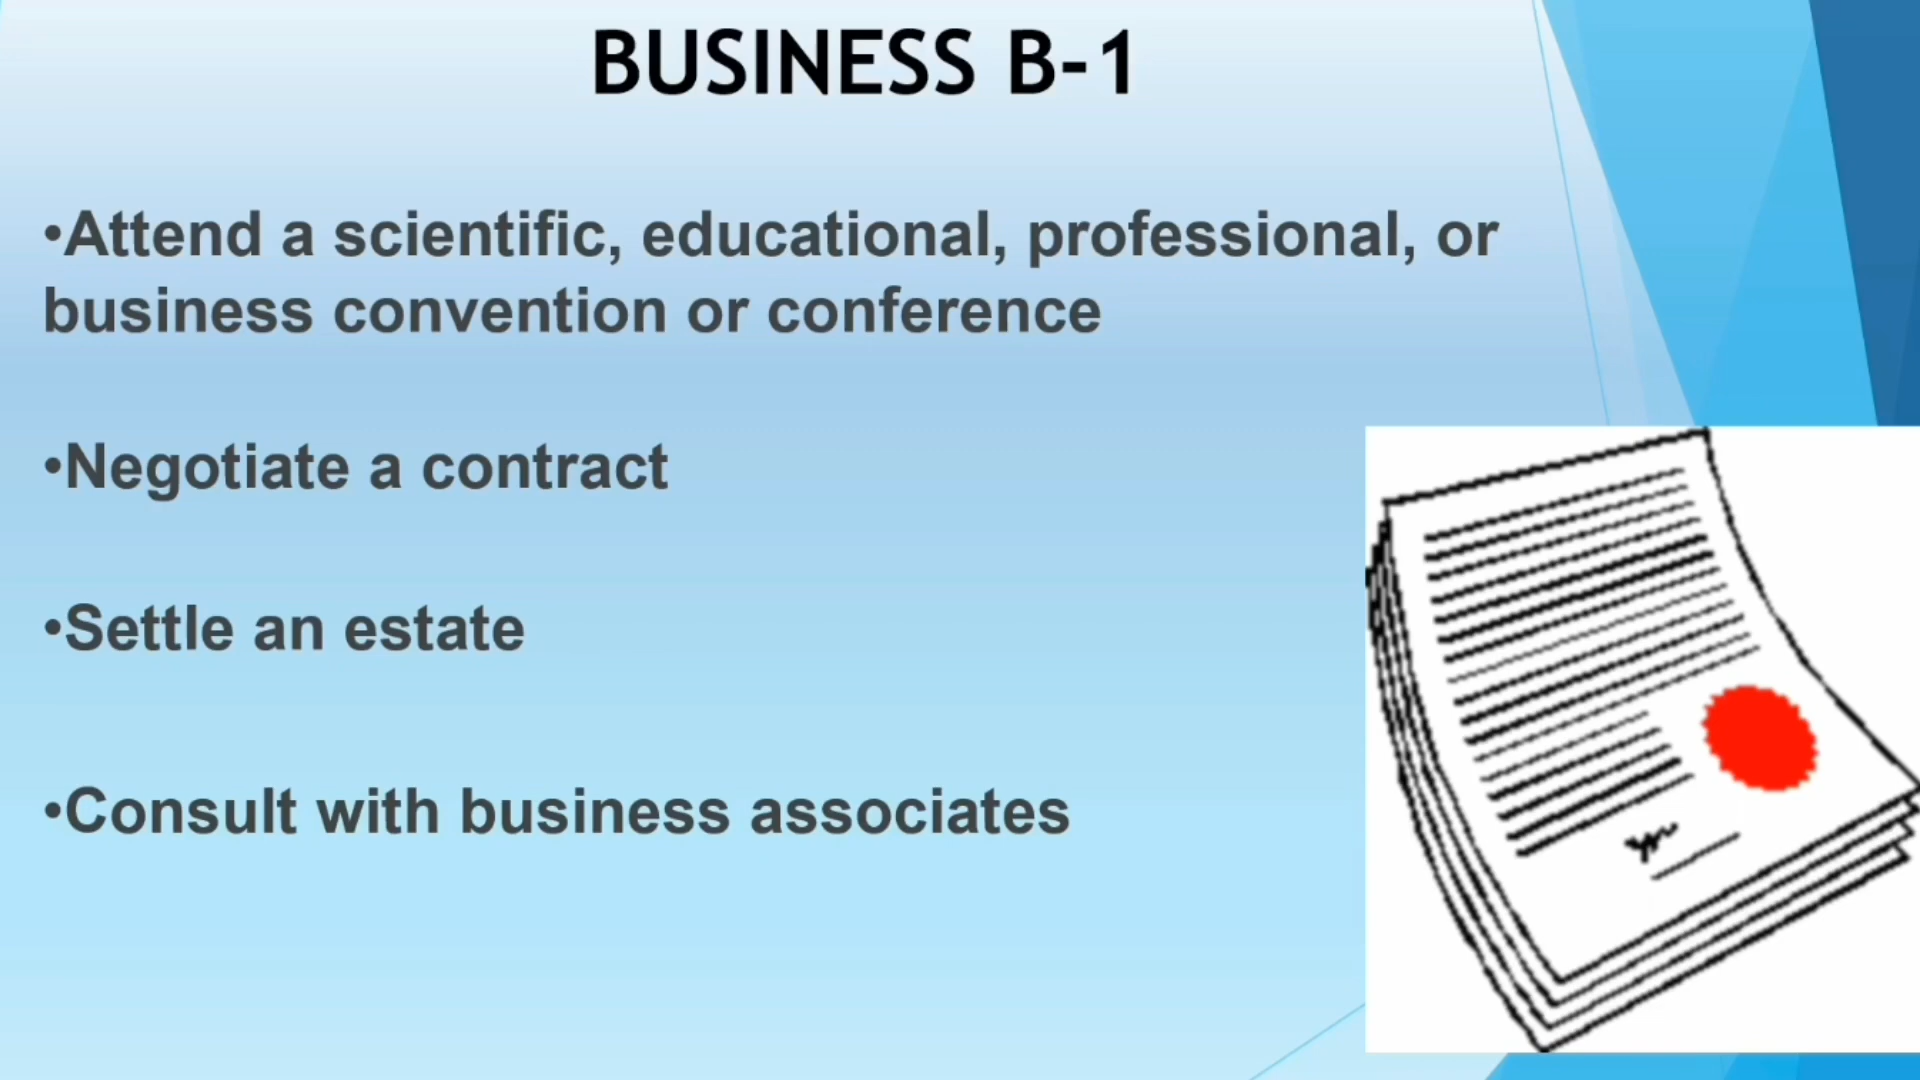 BUSINESS B-1
•Attend a scientific, educational, professional, or
business convention or conference
•Negotiate a contract
•Settle an estate
•Consult with business associates